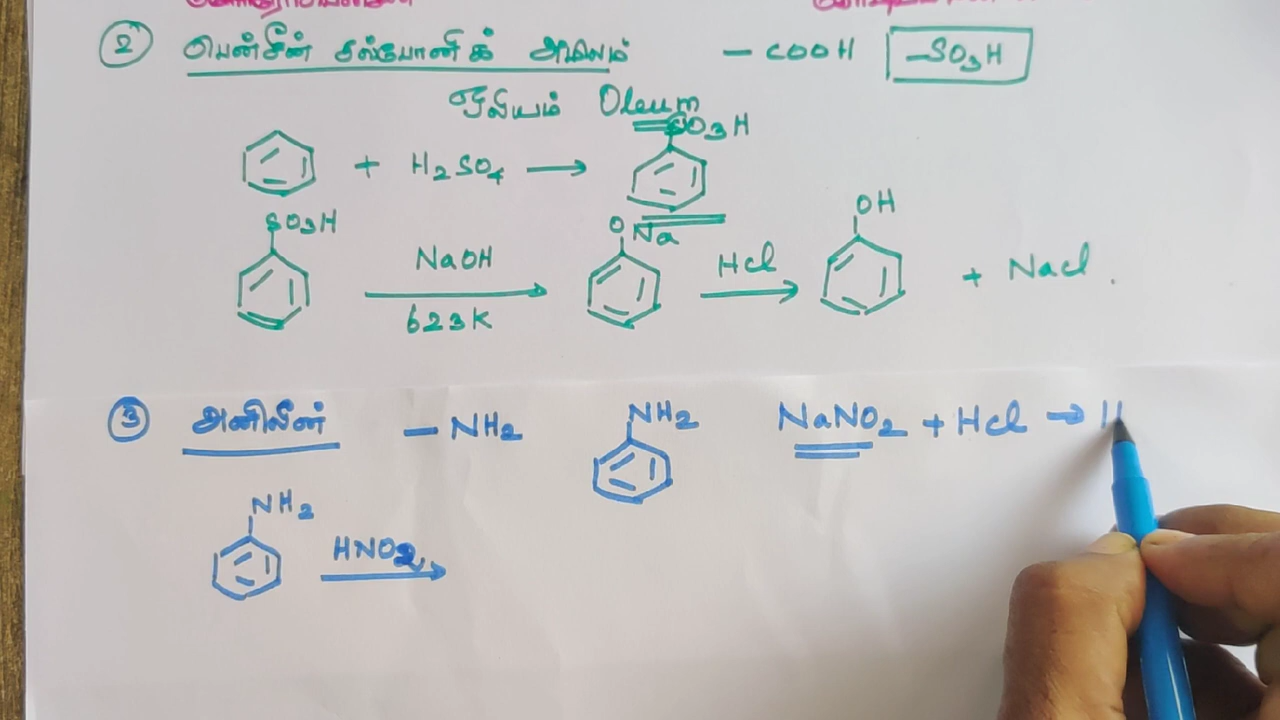 ② பென்சீன் சல்போனிக் அமிலம் – COOH –SO₃H
ஒலியம் Oleum
SO₃H
+ H₂SO₄ →
SO₃H NaOH 623K → ONa HCl → OH + NaCl .
③ அனிலீன் – NH₂ NH₂ NaNO₂ + HCl → H
NH₂ HNO₂ →